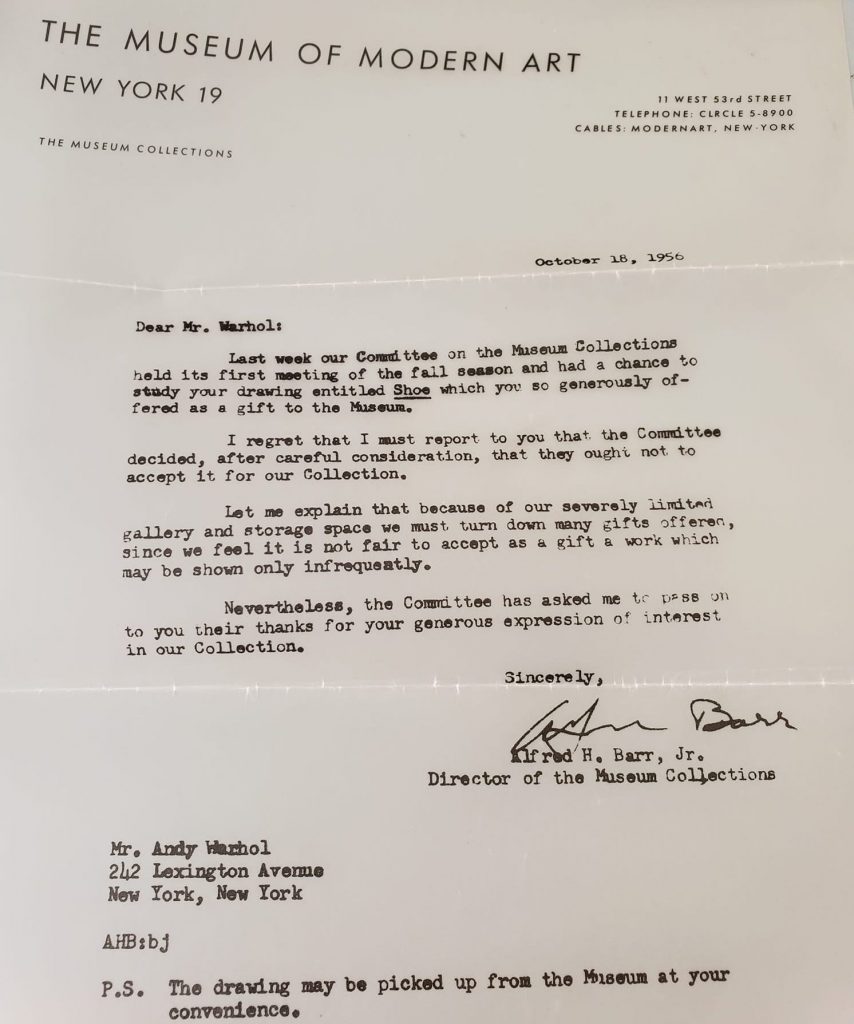 THE MUSEUM OF MODERN ART
NEW YORK 19
11 WEST 53rd STREET
TELEPHONE: CLRCLE 5-8900
CABLES: MODERNART, NEW-YORK
THE MUSEUM COLLECTIONS
October 18, 1956
Dear Mr. Warhol:
Last week our Committee on the Museum Collections
held its first meeting of the fall season and had a chance to
study your drawing entitled Shoe which you so generously of-
fered as a gift to the Museum.
I regret that I must report to you that the Committee
decided, after careful consideration, that they ought not to
accept it for our Collection.
Let me explain that because of our severely limited
gallery and storage space we must turn down many gifts offered,
since we feel it is not fair to accept as a gift a work which
may be shown only infrequently.
Nevertheless, the Committee has asked me to pass on
to you their thanks for your generous expression of interest
in our Collection.
Sincerely,
Alfred Barr
Alfred H. Barr, Jr.
Director of the Museum Collections
Mr. Andy Warhol
242 Lexington Avenue
New York, New York
AHB:bj
P.S. The drawing may be picked up from the Museum at your
convenience.